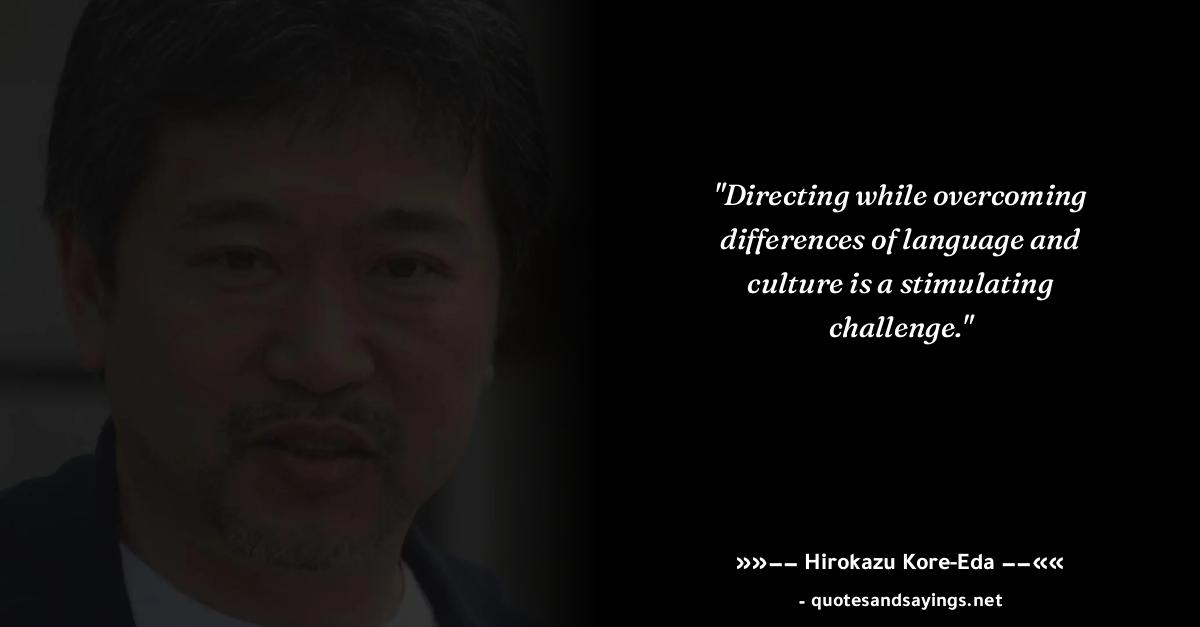 "Directing while overcoming
differences of language and
culture is a stimulating
challenge."
»»−− Hirokazu Kore-Eda −−««
- quotesandsayings.net